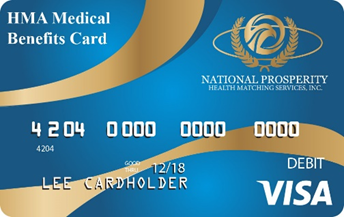 HMA Medical
Benefits Card
NATIONAL PROSPERITY
HEALTH MATCHING SERVICES, INC.
4204 0000 0000 0000
4204
GOOD
THRU 12/18
LEE CARDHOLDER
DEBIT
VISA